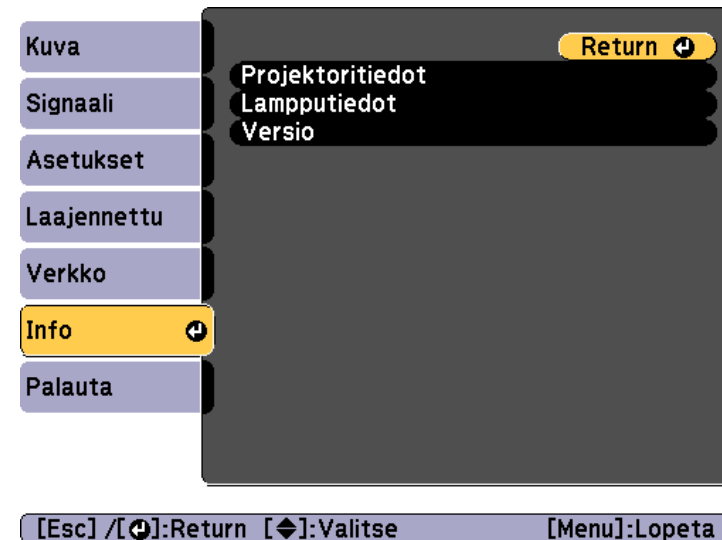 Kuva
Signaali
Asetukset
Laajennettu
Verkko
Info
Palauta
Return
Projektoritiedot
Lampputiedot
Versio
[Esc] /[ ]:Return [ ]:Valitse [Menu]:Lopeta